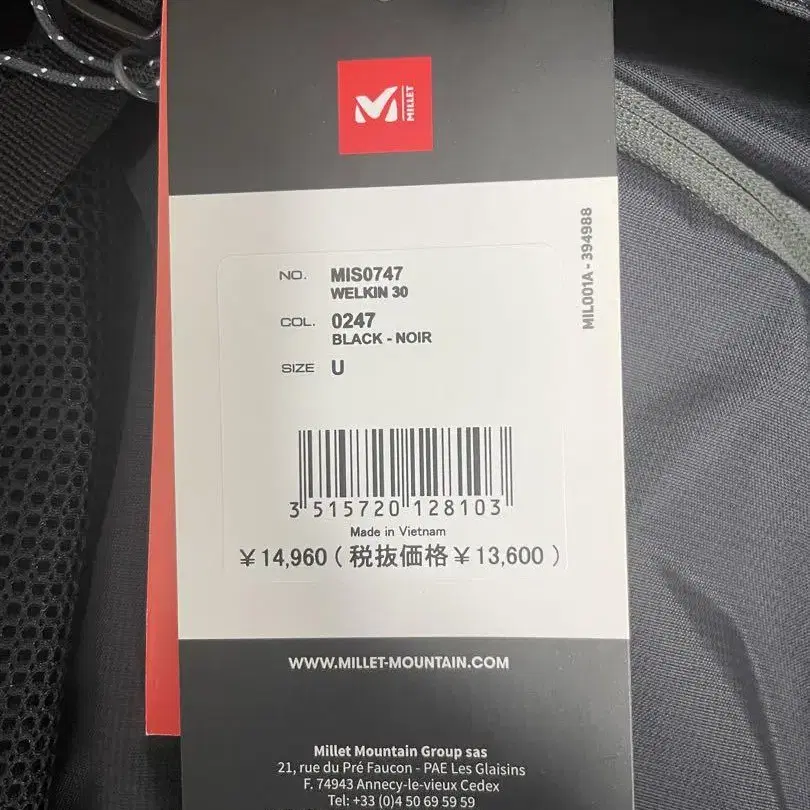 MILLET
MIL001A - 394988
NO. MIS0747
WELKIN 30
COL. 0247
BLACK - NOIR
SIZE U
3 515720 128103
Made in Vietnam
￥14,960 ( 税抜価格￥13,600 )
WWW.MILLET-MOUNTAIN.COM
Millet Mountain Group sas
21, rue du Pré Faucon - PAE Les Glaisins
F. 74943 Annecy-le-vieux Cedex
Tel: +33 (0)4 50 69 59 59